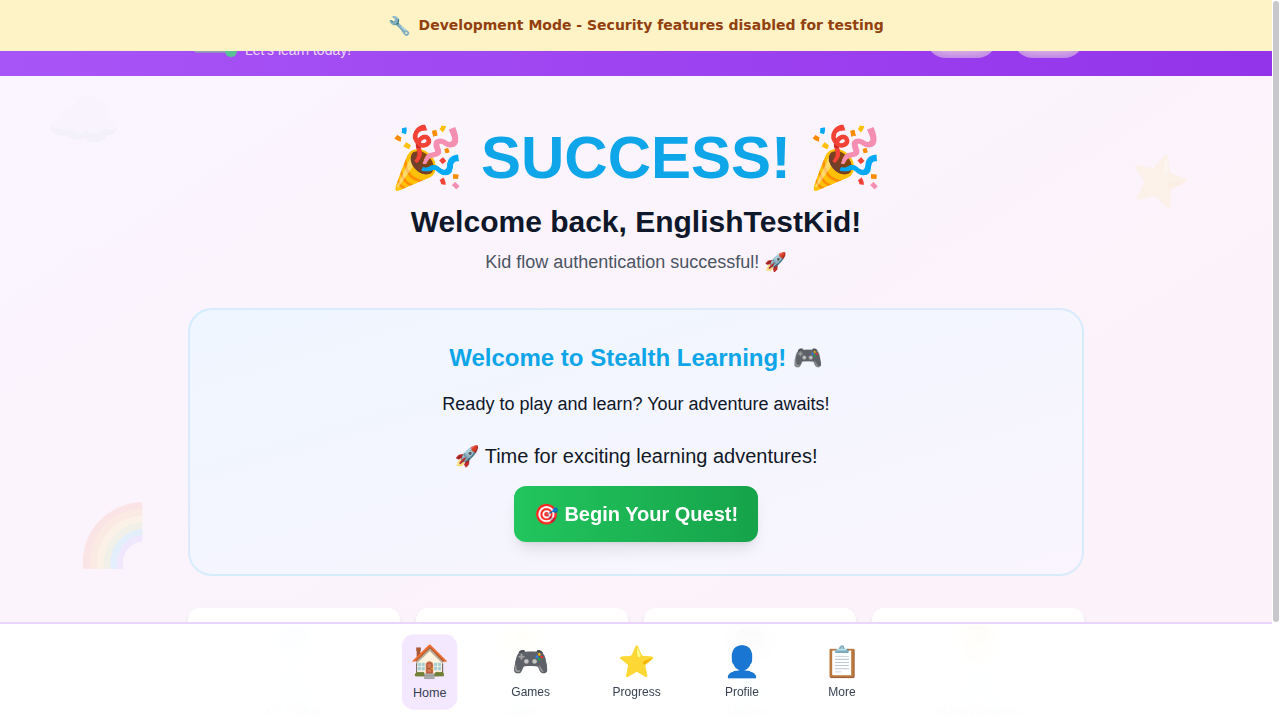 Development Mode - Security features disabled for testing
Let's learn today!
SUCCESS!
Welcome back, EnglishTestKid!
Kid flow authentication successful!
Welcome to Stealth Learning!
Ready to play and learn? Your adventure awaits!
Time for exciting learning adventures!
Begin Your Quest!
Home
Games
Progress
Profile
More